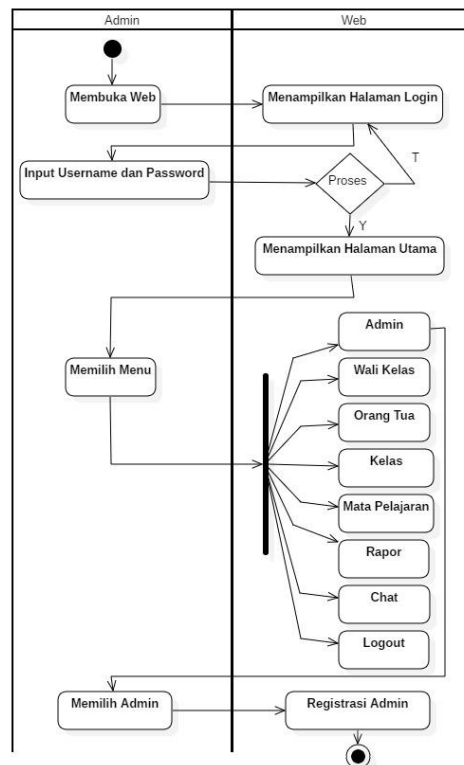 Admin
Web
Membuka Web
Menampilkan Halaman Login
Input Username dan Password
Proses
T
Y
Menampilkan Halaman Utama
Memilih Menu
Admin
Wali Kelas
Orang Tua
Kelas
Mata Pelajaran
Rapor
Chat
Logout
Memilih Admin
Registrasi Admin